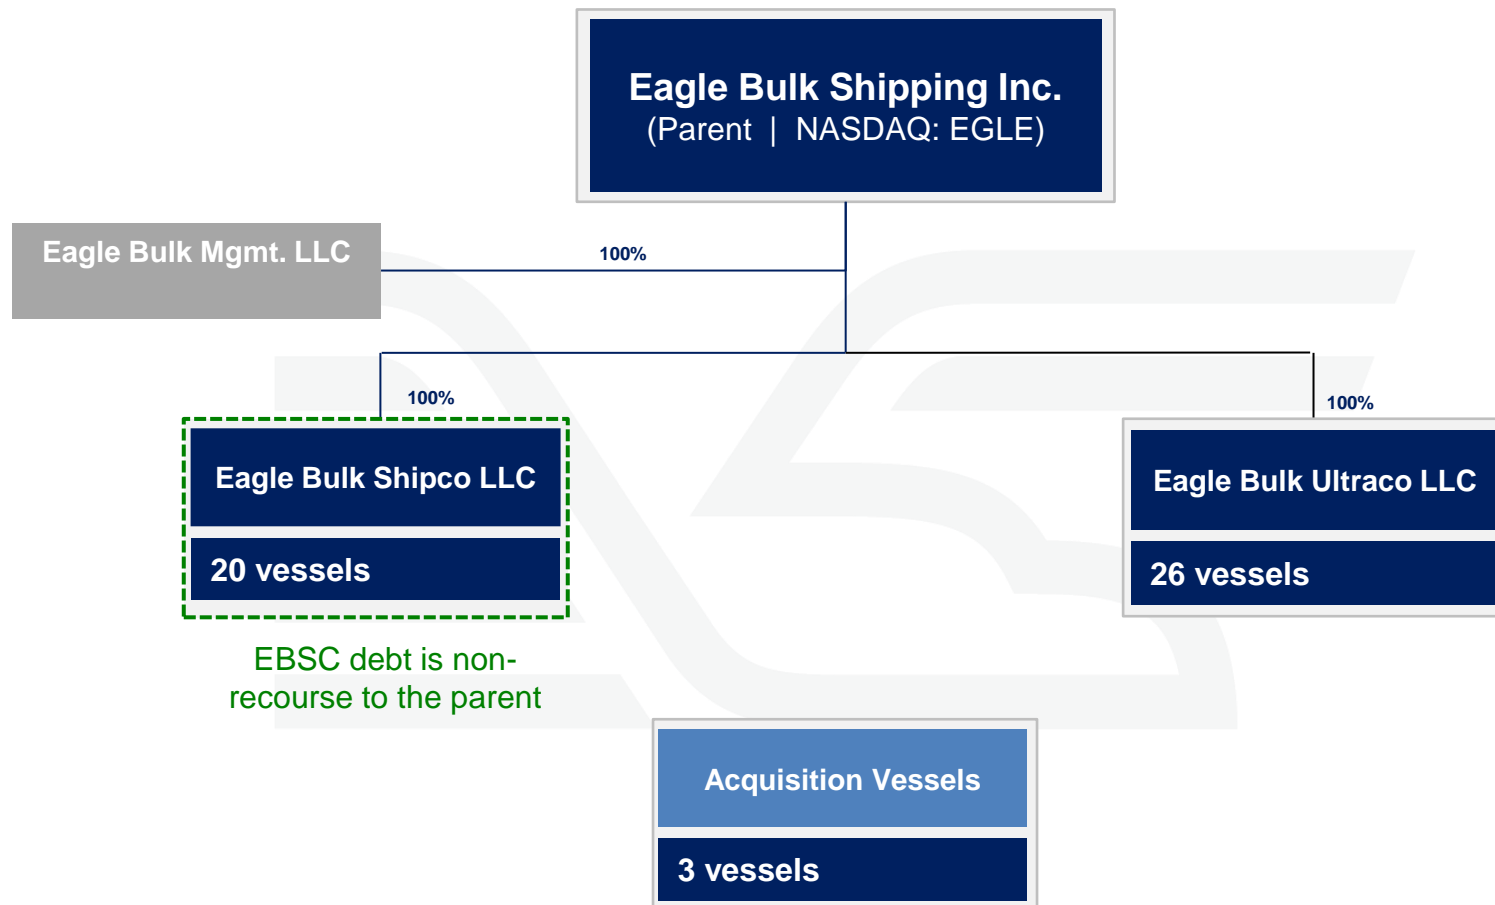 Eagle Bulk Shipping Inc.
(Parent | NASDAQ: EGLE)
Eagle Bulk Mgmt. LLC
100%
100%
100%
Eagle Bulk Shipco LLC
20 vessels
Eagle Bulk Ultraco LLC
26 vessels
EBSC debt is non-
recourse to the parent
Acquisition Vessels
3 vessels